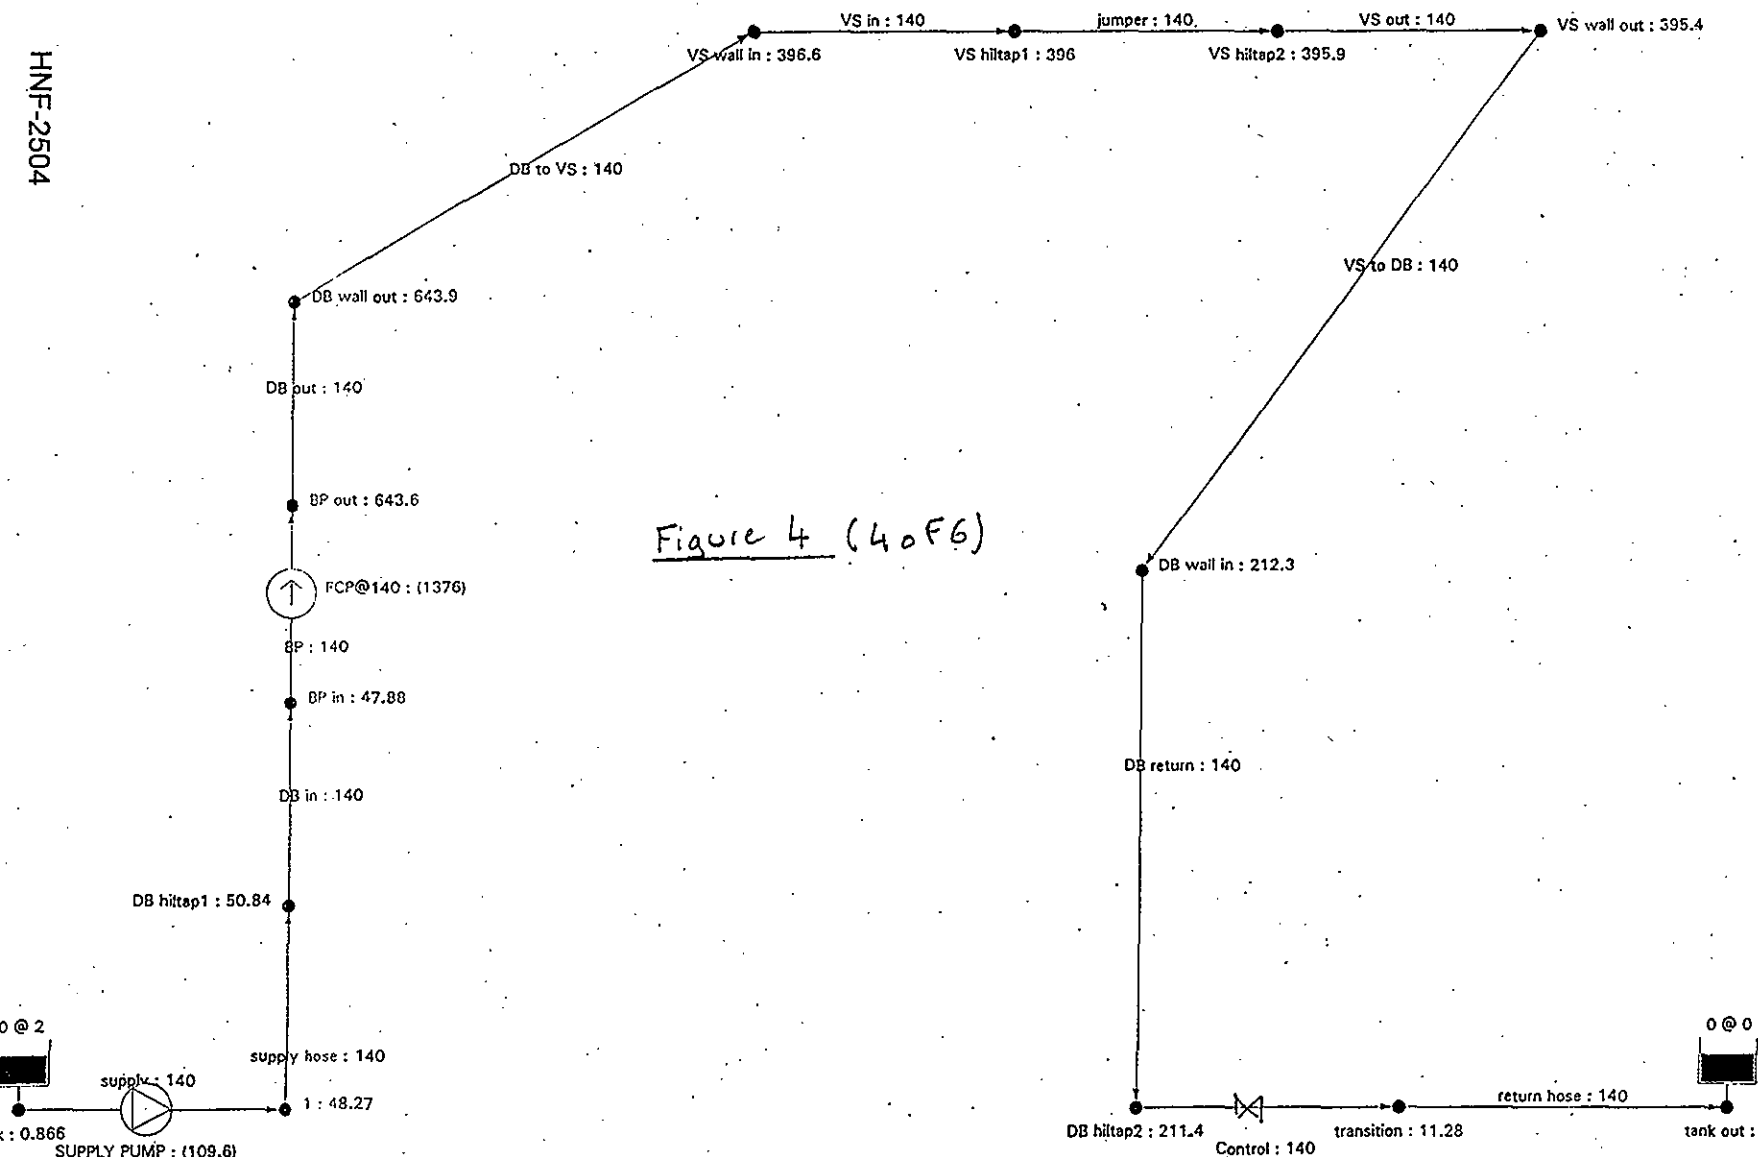 HNF-2504
VS in : 140
jumper : 140
VS out : 140
VS wall out : 395.4
VS wall in : 396.6
VS hiltap1 : 396
VS hiltap2 : 395.9
DB to VS : 140
VS to DB : 140
DB wall out : 643.9
DB out : 140
BP out : 643.6
Figure 4 (4 oF 6)
DB wall in : 212.3
FCP@140 : (1376)
BP : 140
BP in : 47.88
DB return : 140
DB in : 140
DB hiltap1 : 50.84
0 @ 2
0 @ 0
supply hose : 140
supply : 140
1 : 48.27
return hose : 140
k : 0.866
SUPPLY PUMP : (109.6)
DB hiltap2 : 211.4
Control : 140
transition : 11.28
tank out :